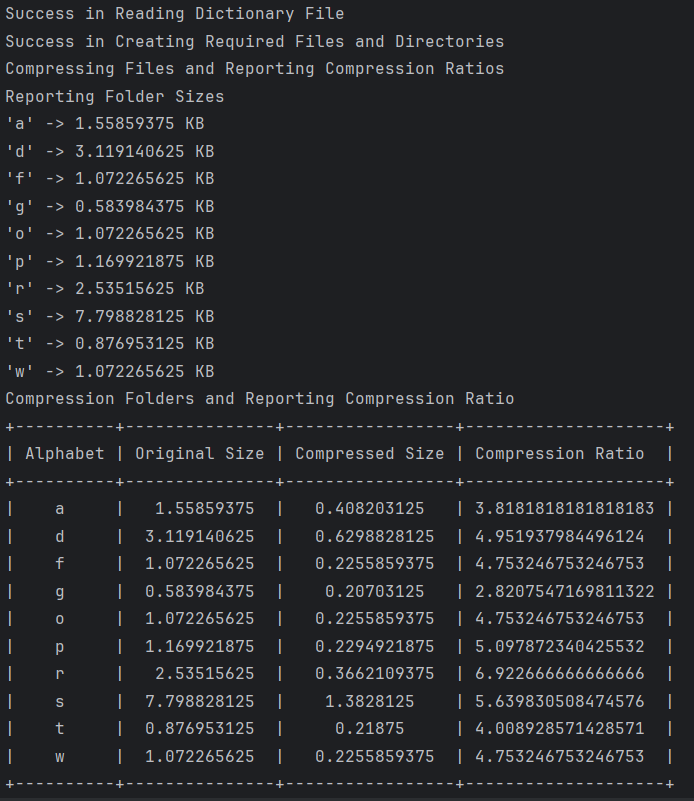 Success in Reading Dictionary File
Success in Creating Required Files and Directories
Compressing Files and Reporting Compression Ratios
Reporting Folder Sizes
'a' -> 1.55859375 KB
'd' -> 3.119140625 KB
'f' -> 1.072265625 KB
'g' -> 0.583984375 KB
'o' -> 1.072265625 KB
'p' -> 1.169921875 KB
'r' -> 2.53515625 KB
's' -> 7.798828125 KB
't' -> 0.876953125 KB
'w' -> 1.072265625 KB
Compression Folders and Reporting Compression Ratio
+----------+---------------+-----------------+--------------------+
| Alphabet | Original Size | Compressed Size | Compression Ratio  |
+----------+---------------+-----------------+--------------------+
|    a     |   1.55859375  |   0.408203125   | 3.8181818181818183 |
|    d     |  3.119140625  |   0.6298828125  | 4.951937984496124  |
|    f     |  1.072265625  |   0.2255859375  | 4.753246753246753  |
|    g     |  0.583984375  |    0.20703125   | 2.8207547169811322 |
|    o     |  1.072265625  |   0.2255859375  | 4.753246753246753  |
|    p     |  1.169921875  |   0.2294921875  | 5.097872340425532  |
|    r     |   2.53515625  |   0.3662109375  | 6.922666666666666  |
|    s     |  7.798828125  |    1.3828125    | 5.639830508474576  |
|    t     |  0.876953125  |     0.21875     | 4.008928571428571  |
|    w     |  1.072265625  |   0.2255859375  | 4.753246753246753  |
+----------+---------------+-----------------+--------------------+